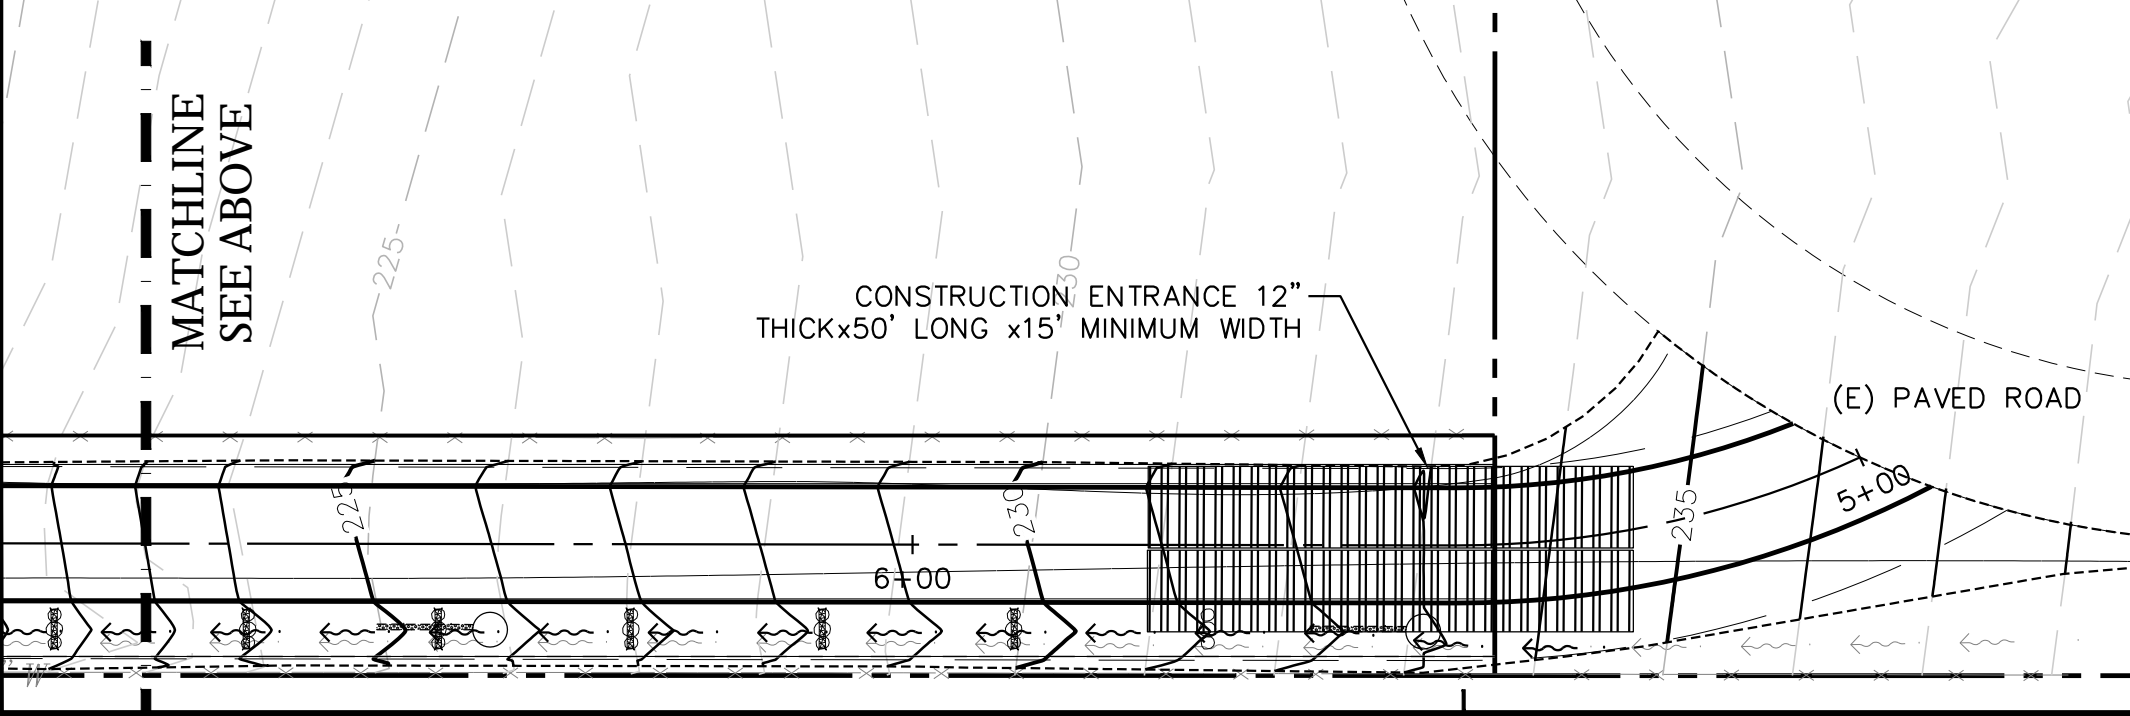 MATCHLINE
SEE ABOVE
225
230
CONSTRUCTION ENTRANCE 12"
THICKx50' LONG x15' MINIMUM WIDTH
(E) PAVED ROAD
5+00
225
230
235
6+00
W